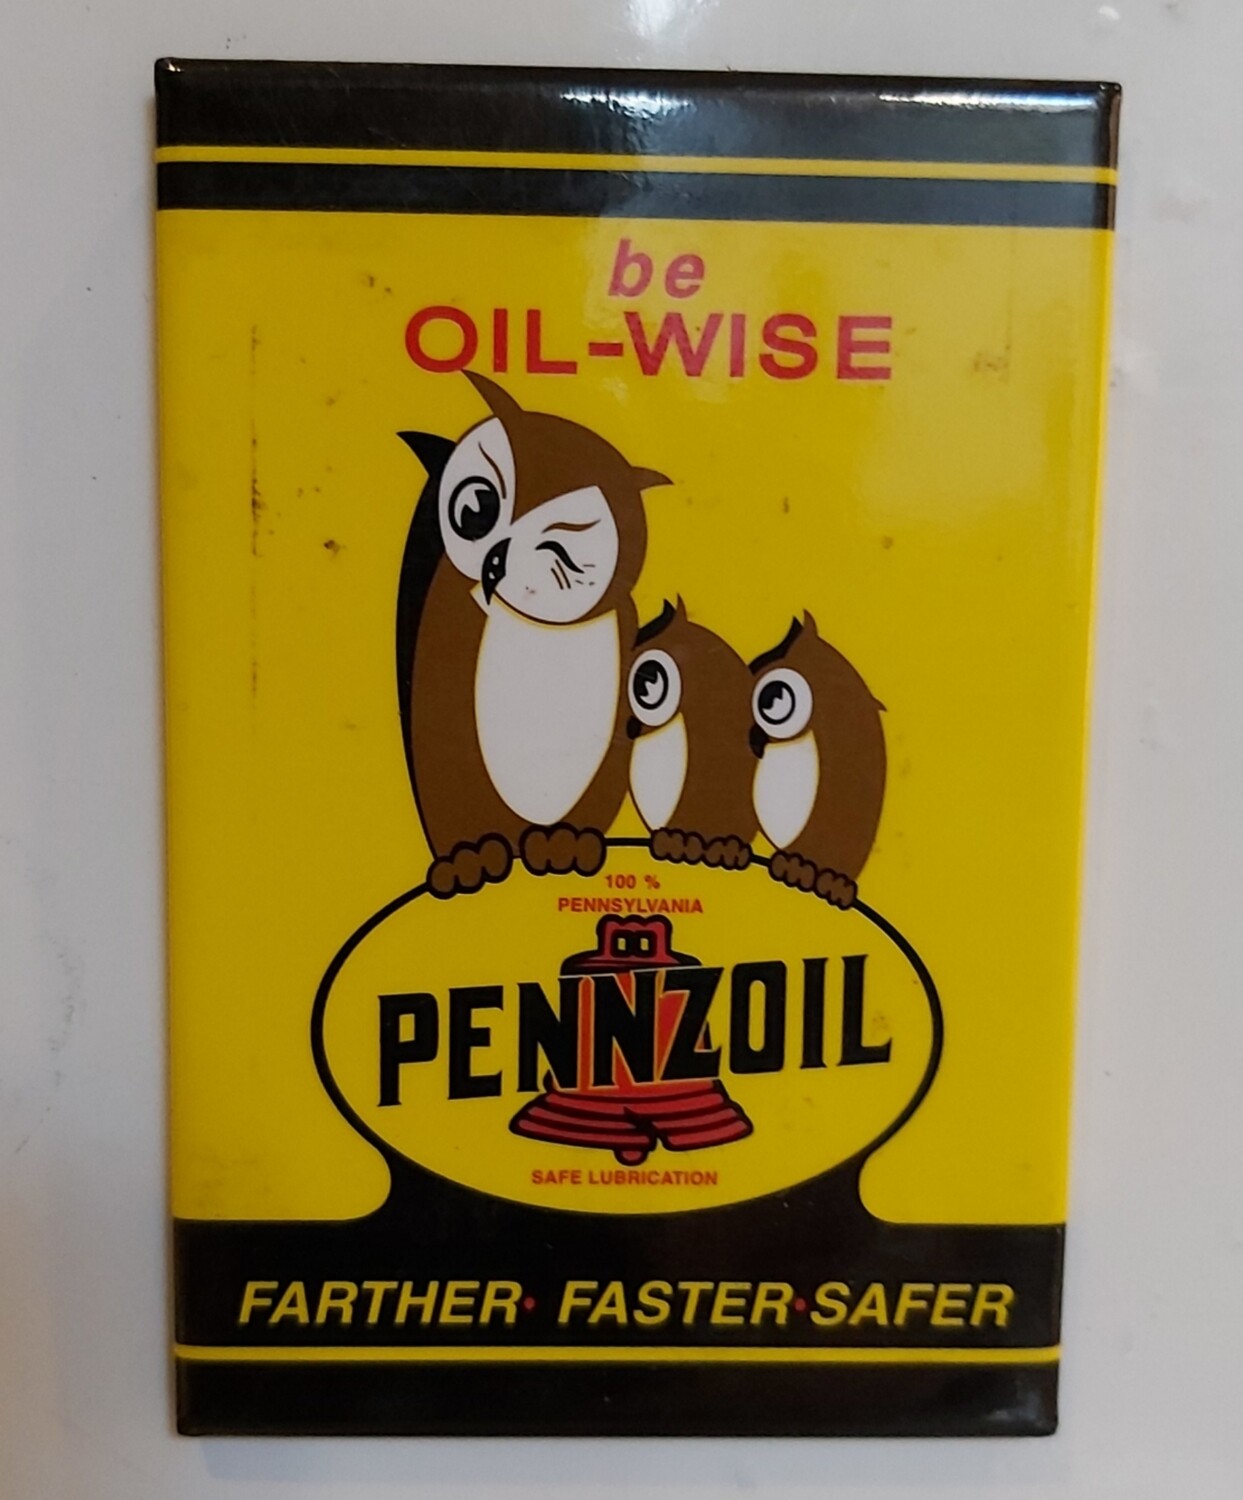 be
OIL-WISE
100 %
PENNSYLVANIA
PENNZOIL
SAFE LUBRICATION
FARTHER • FASTER • SAFER